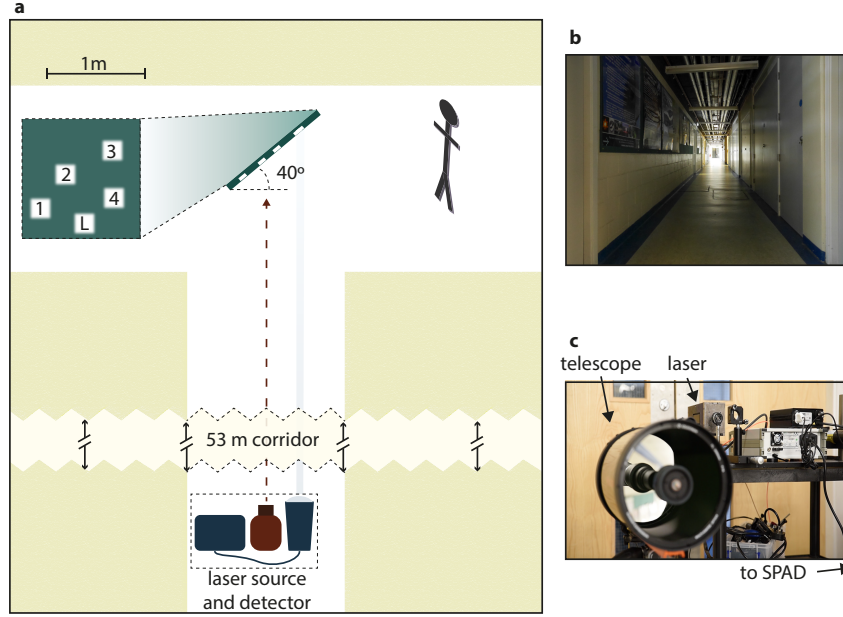 a
1m
3
2
4
1
L
40º
53 m corridor
laser source
and detector
b
c
telescope
laser
to SPAD